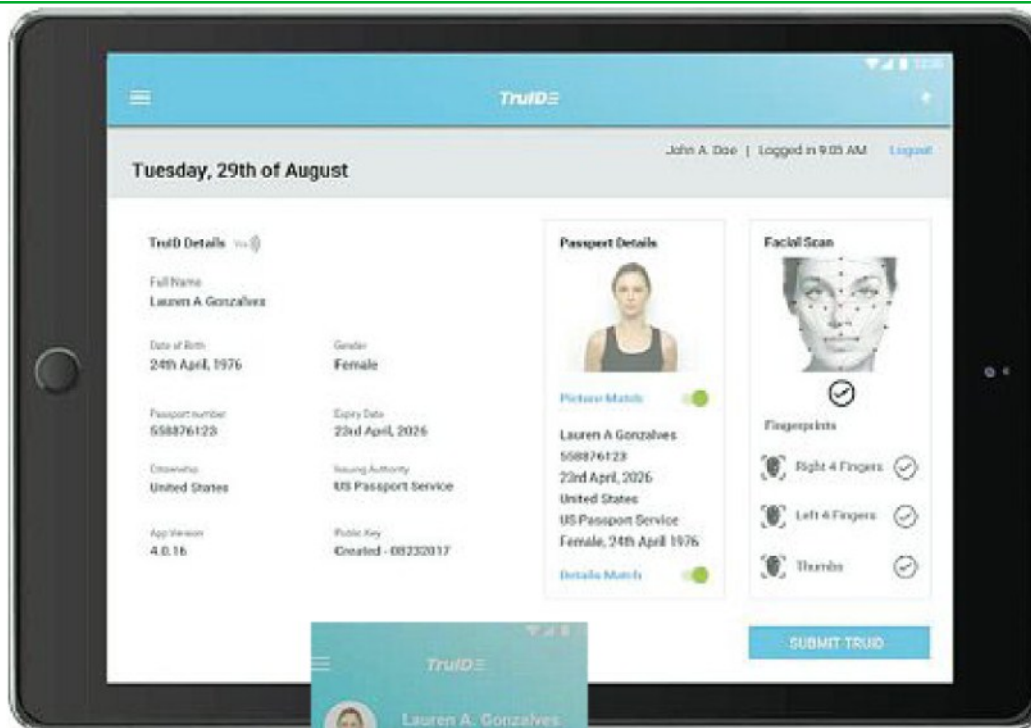 TruID
Tuesday, 29th of August
John A. Doe | Logged in 9:05 AM Logout
TruID Details
Full Name
Lauren A Gonzalves
Date of Birth
24th April, 1976
Gender
Female
Passport number
558876123
Expiry Date
23rd April, 2026
Citizenship
United States
Issuing Authority
US Passport Service
App Version
4.0.16
Public Key
Created - 08232017
Passport Details
Picture Match
Lauren A Gonzalves
558876123
23rd April, 2026
United States
US Passport Service
Female, 24th April 1976
Details Match
Facial Scan
Fingerprints
Right 4 Fingers
Left 4 Fingers
Thumbs
SUBMIT TRUID
TruID
Lauren A. Gonzalves